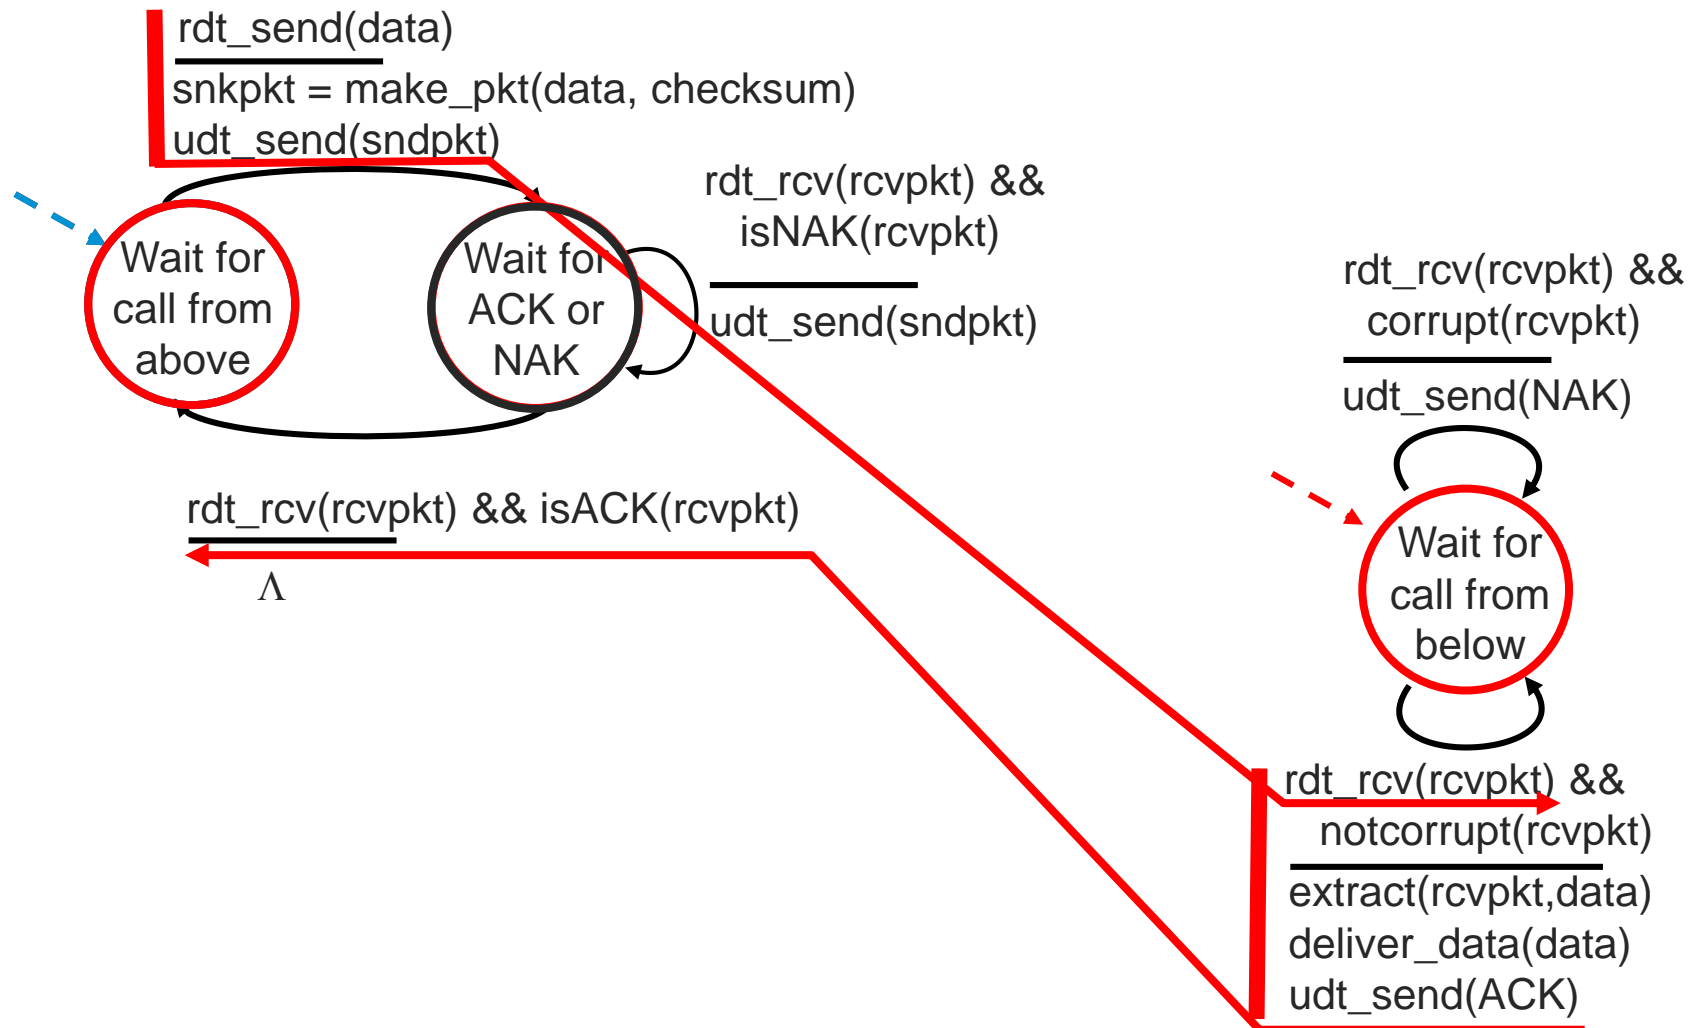 rdt_send(data)
snkpkt = make_pkt(data, checksum)
udt_send(sndpkt)
Wait for
call from
above
Wait for
ACK or
NAK
rdt_rcv(rcvpkt) &&
isNAK(rcvpkt)
udt_send(sndpkt)
rdt_rcv(rcvpkt) && isACK(rcvpkt)
Λ
rdt_rcv(rcvpkt) &&
corrupt(rcvpkt)
udt_send(NAK)
Wait for
call from
below
rdt_rcv(rcvpkt) &&
notcorrupt(rcvpkt)
extract(rcvpkt,data)
deliver_data(data)
udt_send(ACK)